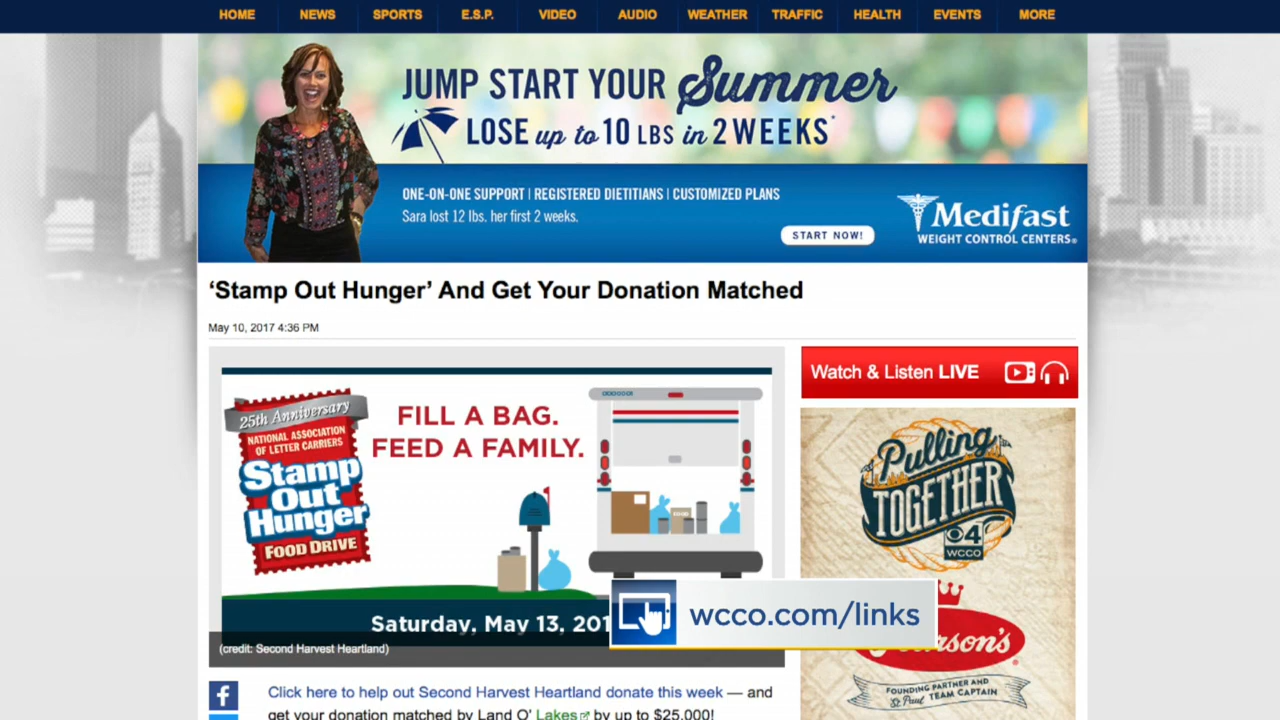 HOME NEWS SPORTS E.S.P. VIDEO AUDIO WEATHER TRAFFIC HEALTH EVENTS MORE
JUMP START YOUR Summer
LOSE up to 10 LBS in 2 WEEKS*
ONE-ON-ONE SUPPORT | REGISTERED DIETITIANS | CUSTOMIZED PLANS
Sara lost 12 lbs. her first 2 weeks.
START NOW!
Medifast
WEIGHT CONTROL CENTERS®
‘Stamp Out Hunger’ And Get Your Donation Matched
May 10, 2017 4:36 PM
Watch & Listen LIVE
25th Anniversary
NATIONAL ASSOCIATION
OF LETTER CARRIERS
Stamp
Out
Hunger
FOOD DRIVE
FILL A BAG.
FEED A FAMILY.
Saturday, May 13, 201
(credit: Second Harvest Heartland)
Pulling
TOGETHER
4
WCCO
wcco.com/links
FOUNDING PARTNER AND
St Paul TEAM CAPTAIN
Click here to help out Second Harvest Heartland donate this week — and
get your donation matched by Land O’ Lakes by up to $25,000!